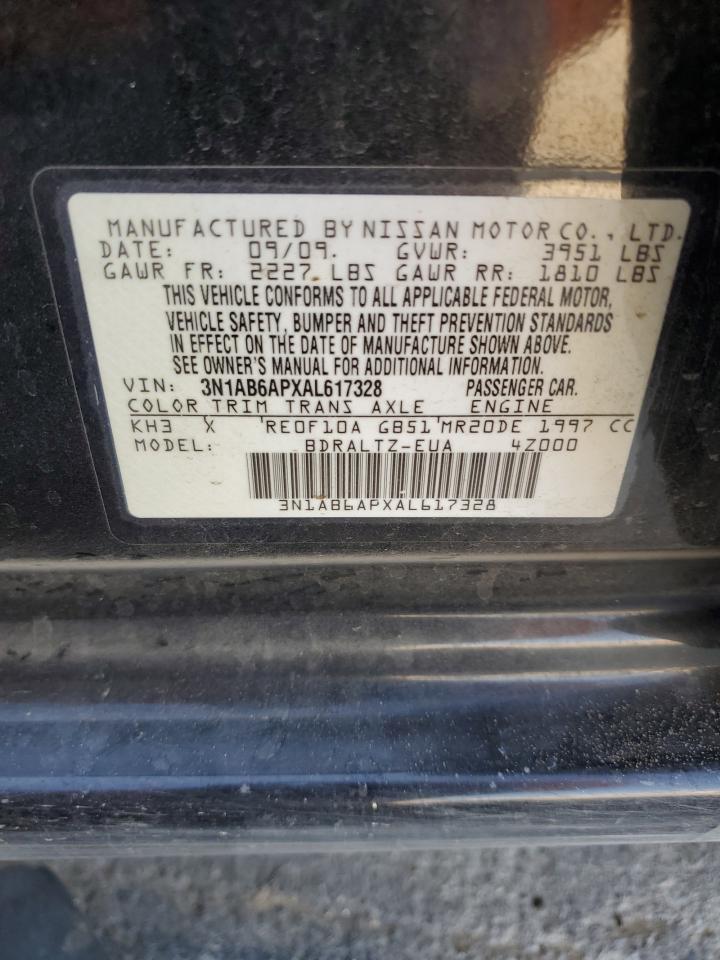 MANUFACTURED BY NISSAN MOTOR CO., LTD.
DATE: 09/09. GVWR: 3951 LBS
GAWR FR: 2227 LBS GAWR RR: 1810 LBS
THIS VEHICLE CONFORMS TO ALL APPLICABLE FEDERAL MOTOR,
VEHICLE SAFETY, BUMPER AND THEFT PREVENTION STANDARDS
IN EFFECT ON THE DATE OF MANUFACTURE SHOWN ABOVE.
SEE OWNER'S MANUAL FOR ADDITIONAL INFORMATION.
VIN: 3N1AB6APXAL617328 PASSENGER CAR.
COLOR TRIM TRANS AXLE ENGINE
KH3 X RE0F10A GB51 MR20DE 1997 CC
MODEL: BDRALTZ-EUA 4Z000
3N1AB6APXAL617328